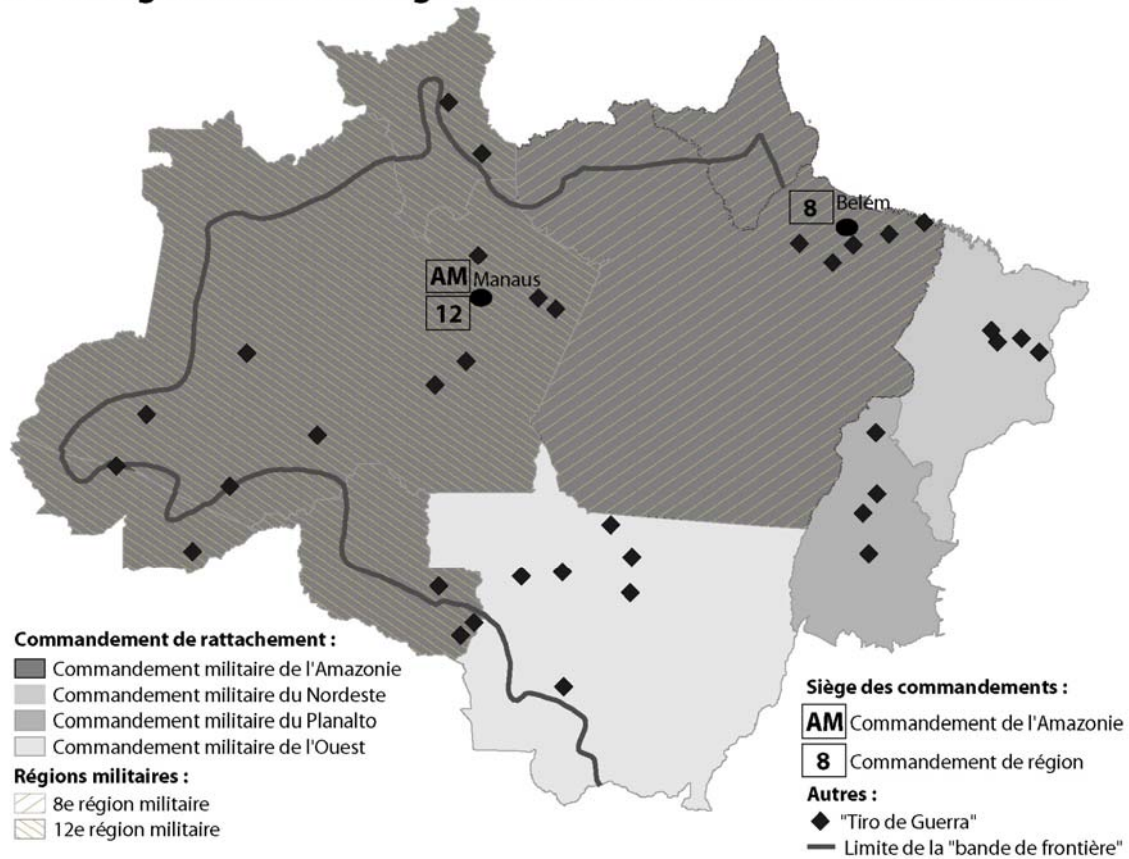 8
Belém
AM
Manaus
12
Commandement de rattachement :
Commandement militaire de l'Amazonie
Commandement militaire du Nordeste
Commandement militaire du Planalto
Commandement militaire de l'Ouest
Régions militaires :
8e région militaire
12e région militaire
Siège des commandements :
AM Commandement de l'Amazonie
8 Commandement de région
Autres :
"Tiro de Guerra"
Limite de la "bande de frontière"